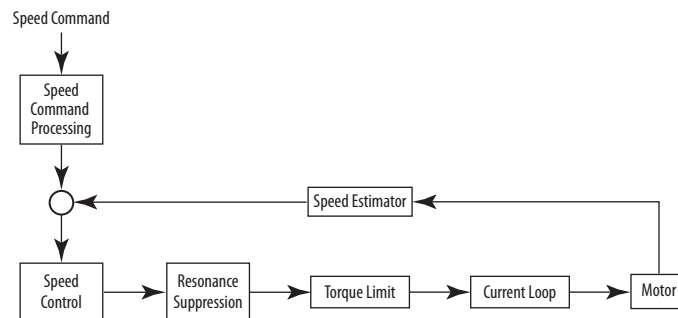 Speed Command
Speed
Command
Processing
Speed Estimator
Speed
Control
Resonance
Suppression
Torque Limit
Current Loop
Motor